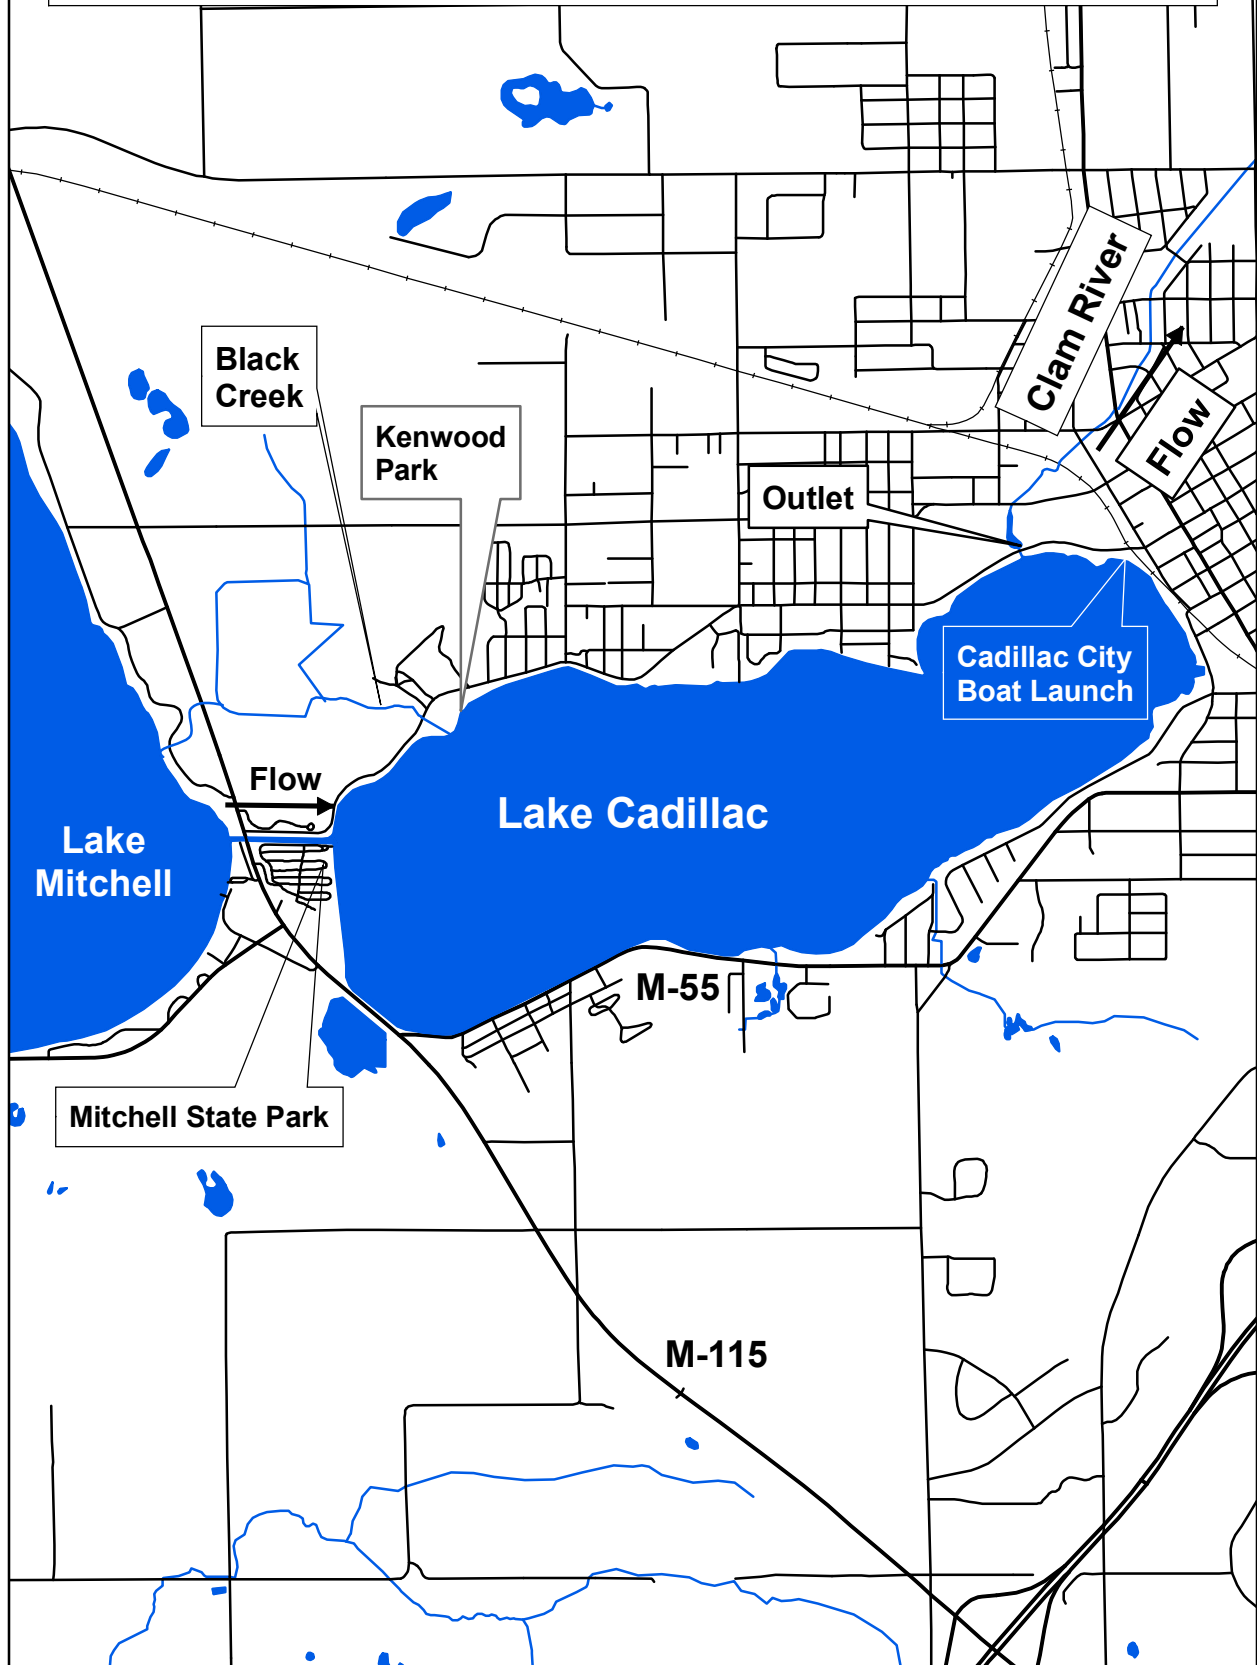 Clam River
Black
Creek
Kenwood
Park
Flow
Outlet
Cadillac City
Boat Launch
Flow
Lake Cadillac
Lake
Mitchell
M-55
Mitchell State Park
M-115